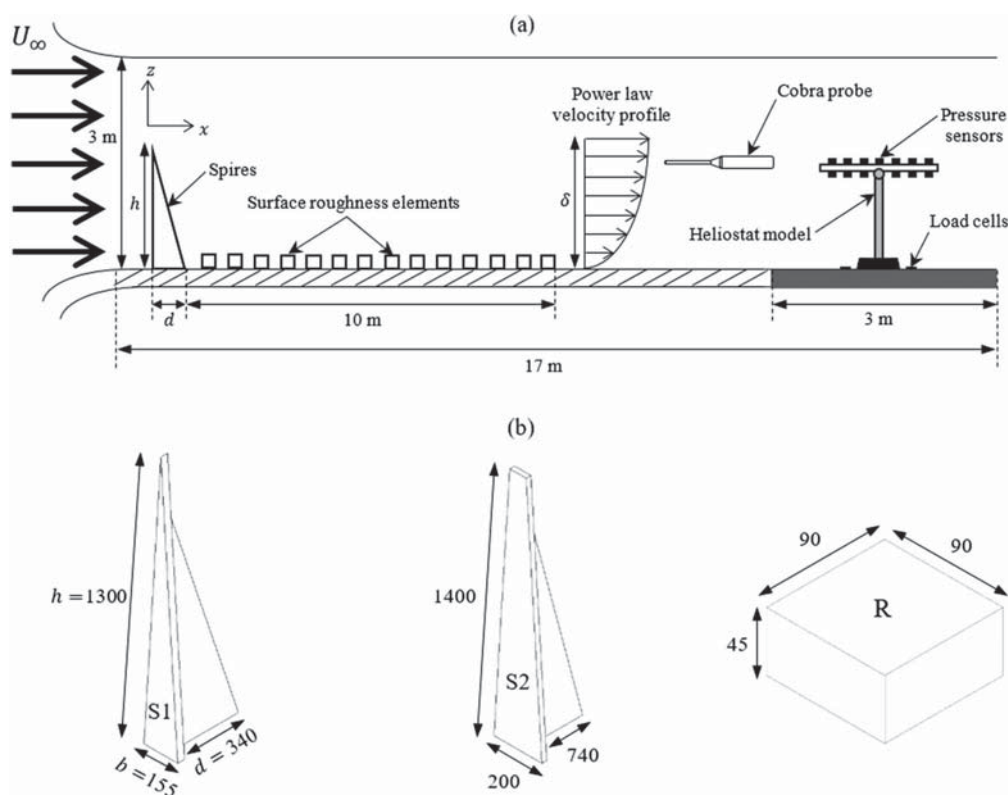 (a)
U∞
z
x
3 m
h
Spires
Surface roughness elements
Power law
velocity profile
δ
Cobra probe
Pressure
sensors
Heliostat model
Load cells
d
10 m
3 m
17 m
(b)
h =1300
S1
b =155
d = 340
1400
S2
200
740
90
90
R
45